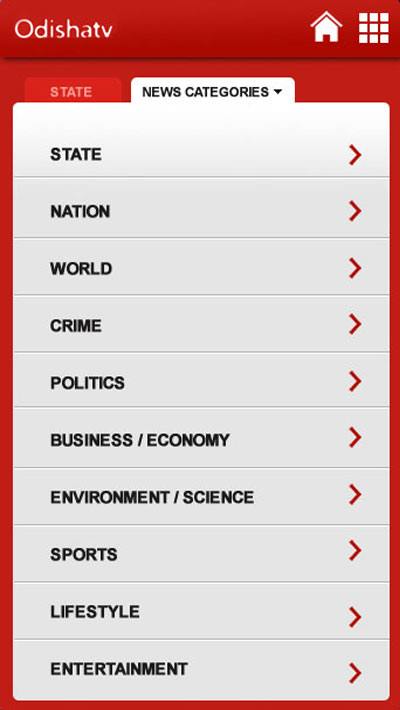 Odishatv
STATE NEWS CATEGORIES
STATE
NATION
WORLD
CRIME
POLITICS
BUSINESS / ECONOMY
ENVIRONMENT / SCIENCE
SPORTS
LIFESTYLE
ENTERTAINMENT